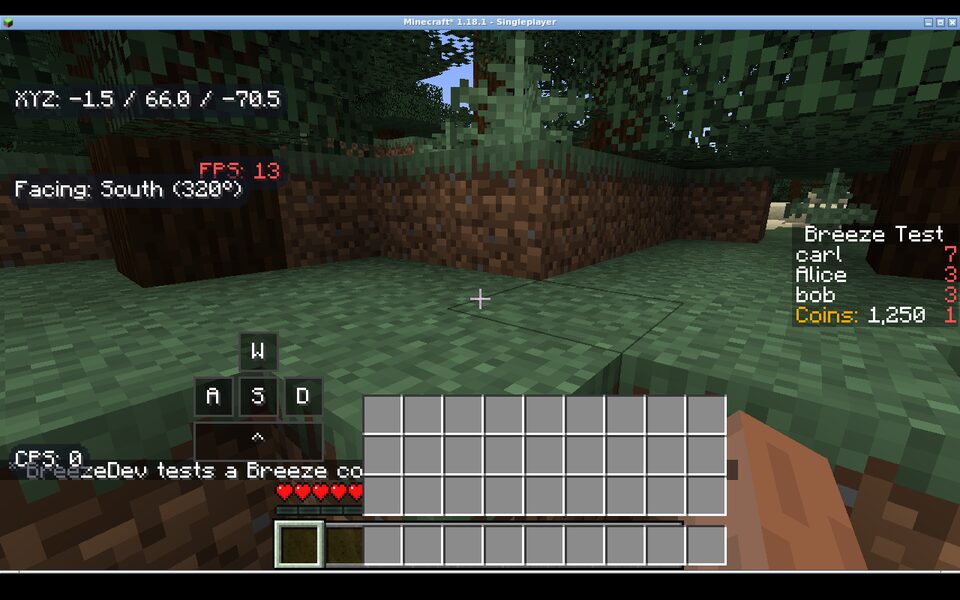 Minecraft* 1.18.1 - Singleplayer
XYZ: -1.5 / 66.0 / -70.5
FPS: 13
Facing: South (320°)
Breeze Test
carl 7
Alice 3
bob 3
Coins: 1,250 1
W
A S D
^
CPS: 0
* BreezeDev tests a Breeze co